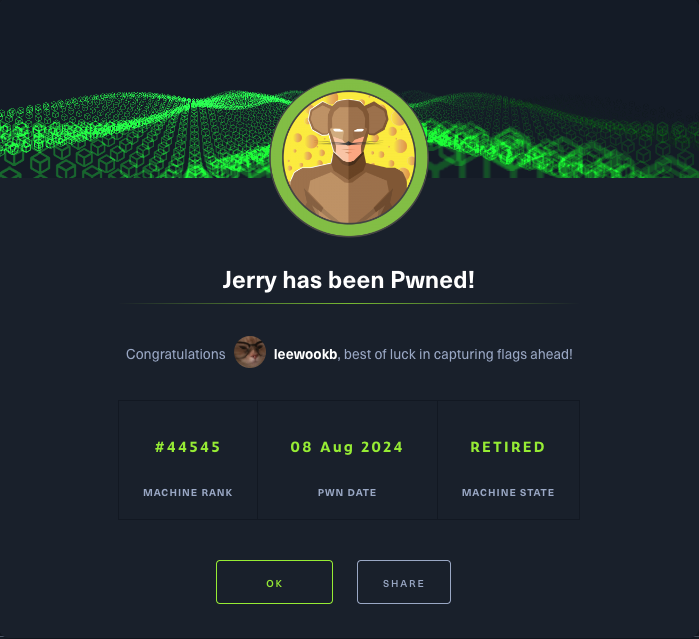 Jerry has been Pwned!
Congratulations leewookb, best of luck in capturing flags ahead!
#44545 08 Aug 2024 RETIRED
MACHINE RANK PWN DATE MACHINE STATE
OK SHARE